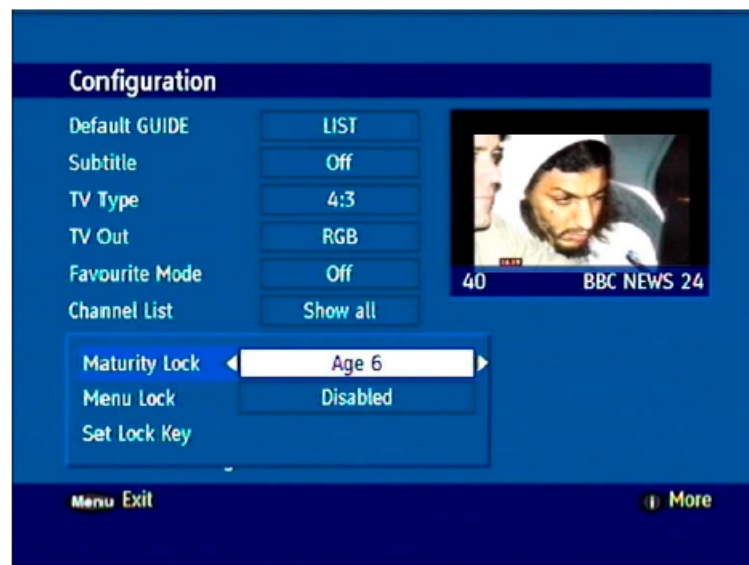 Configuration
Default GUIDE LIST
Subtitle Off
TV Type 4:3
TV Out RGB
Favourite Mode Off
Channel List Show all
40 BBC NEWS 24
Maturity Lock Age 6
Menu Lock Disabled
Set Lock Key
Menu Exit
i More